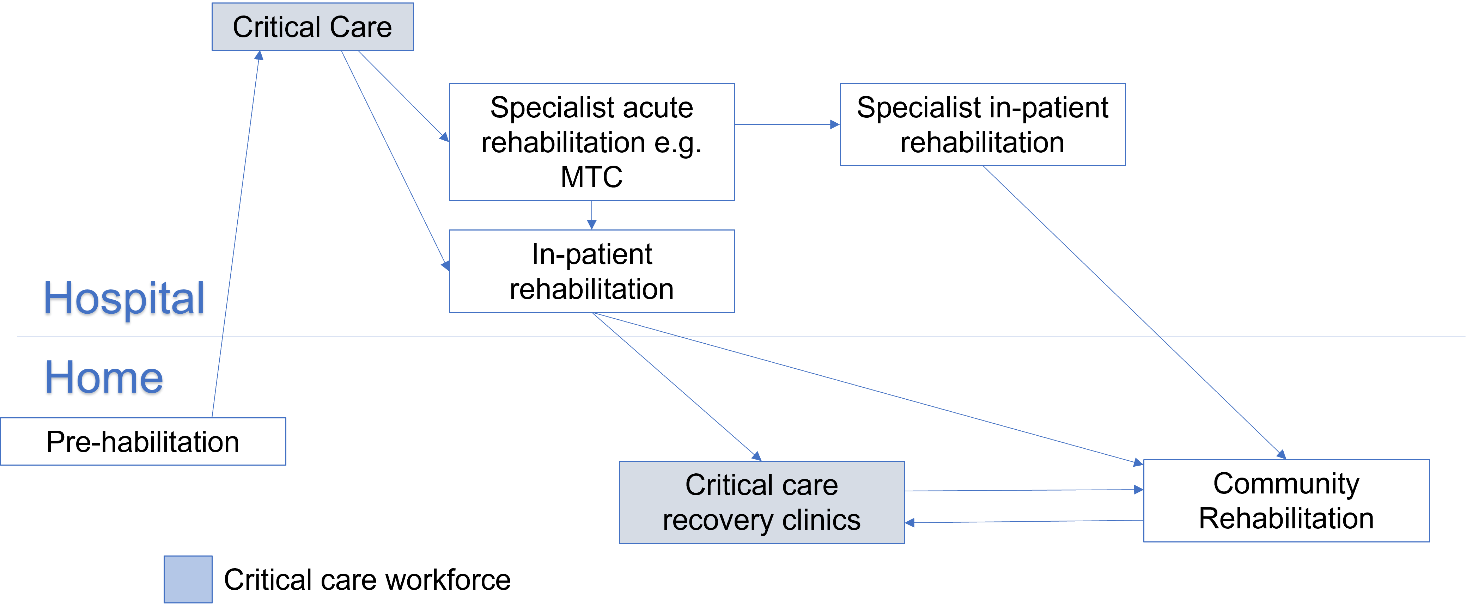 Critical Care
Specialist acute
rehabilitation e.g.
MTC
Specialist in-patient
rehabilitation
In-patient
rehabilitation
Hospital
Home
Pre-habilitation
Critical care
recovery clinics
Community
Rehabilitation
Critical care workforce